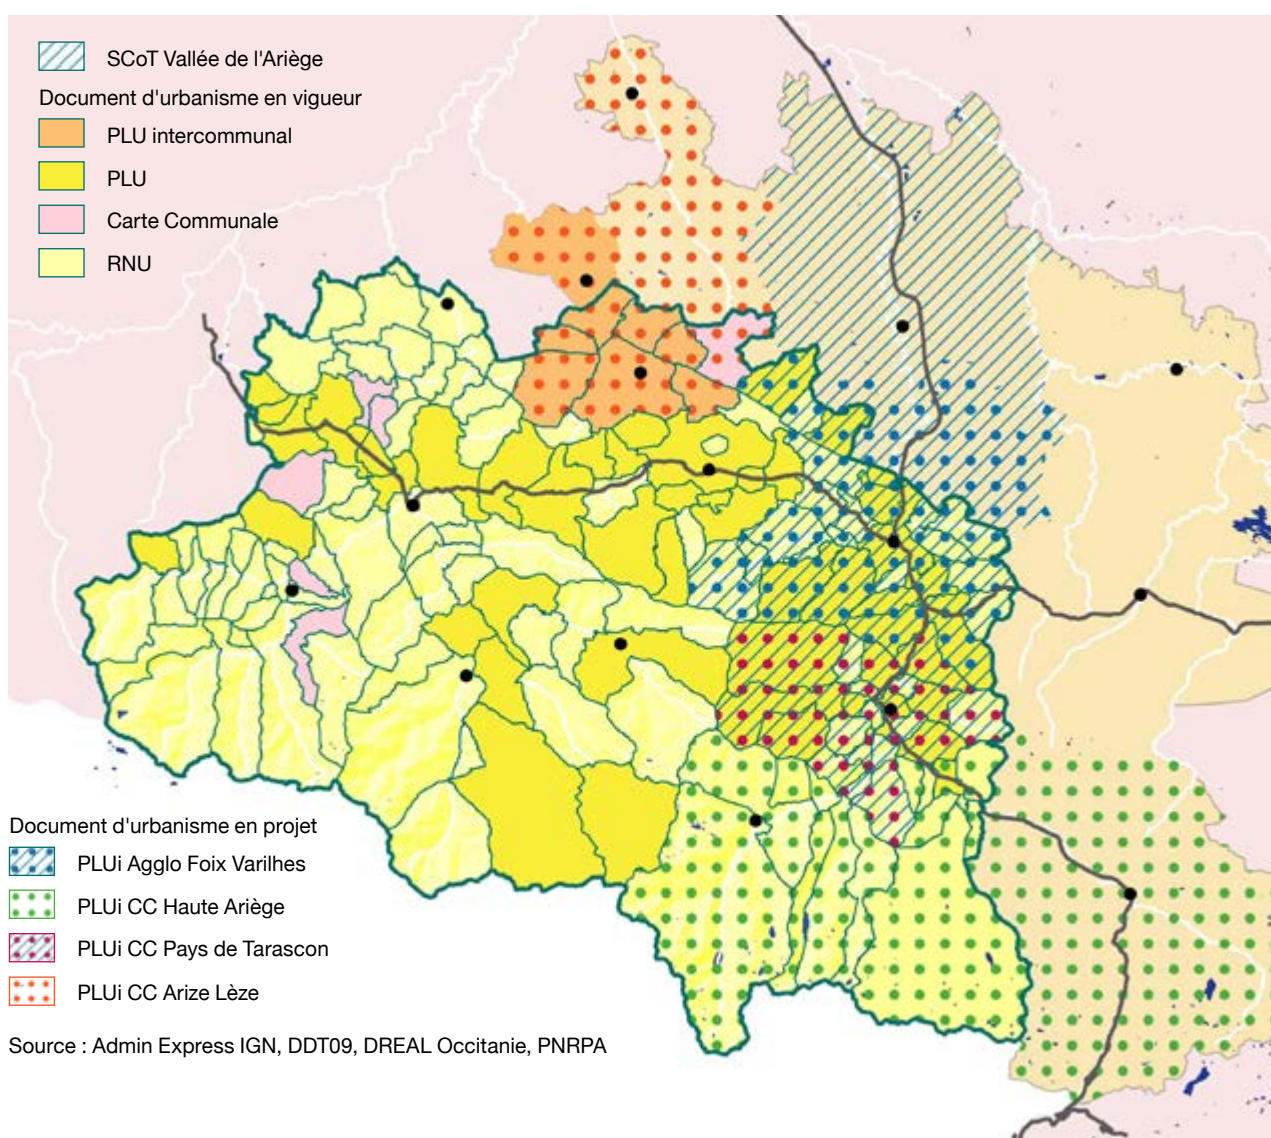 SCoT Vallée de l'Ariège
Document d'urbanisme en vigueur
PLU intercommunal
PLU
Carte Communale
RNU
Document d'urbanisme en projet
PLUi Agglo Foix Varilhes
PLUi CC Haute Ariège
PLUi CC Pays de Tarascon
PLUi CC Arize Lèze
Source : Admin Express IGN, DDT09, DREAL Occitanie, PNRPA